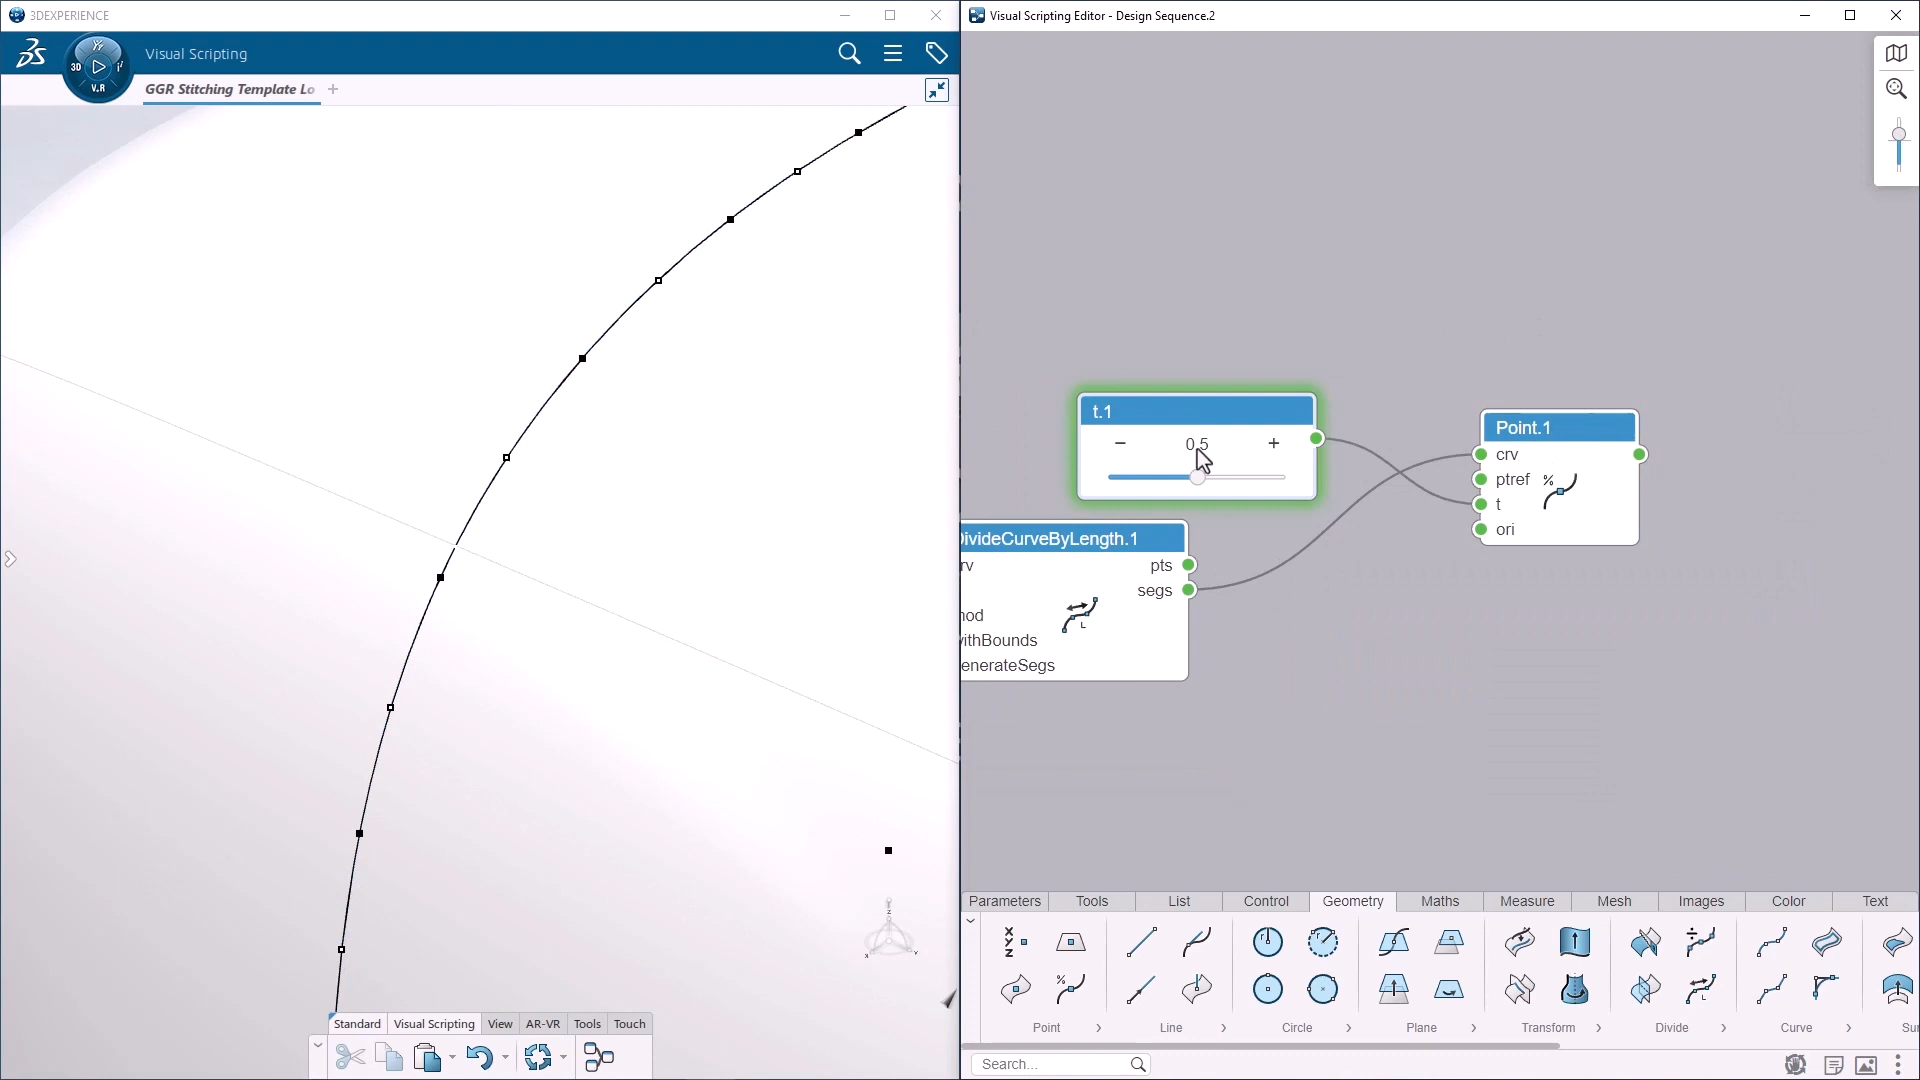 3DEXPERIENCE
Visual Scripting
3D
V.R
GGR Stitching Template Lo
Visual Scripting Editor - Design Sequence.2
t.1
− 0.5 +
Point.1
crv
ptref %
t
ori
DivideCurveByLength.1
rv pts
segs
nod
withBounds
enerateSegs
L
Standard Visual Scripting View AR-VR Tools Touch
Parameters Tools List Control Geometry Maths Measure Mesh Images Color Text
Point Line Circle Plane Transform Divide Curve Su
Search...